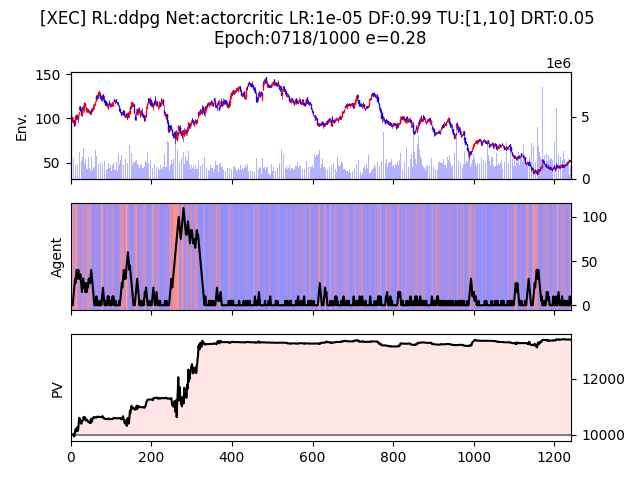 [XEC] RL:ddpg Net:actorcritic LR:1e-05 DF:0.99 TU:[1,10] DRT:0.05
Epoch:0718/1000 e=0.28
1e6
150
100
50
Env.
5
0
Agent
100
50
0
PV
12000
10000
0 200 400 600 800 1000 1200